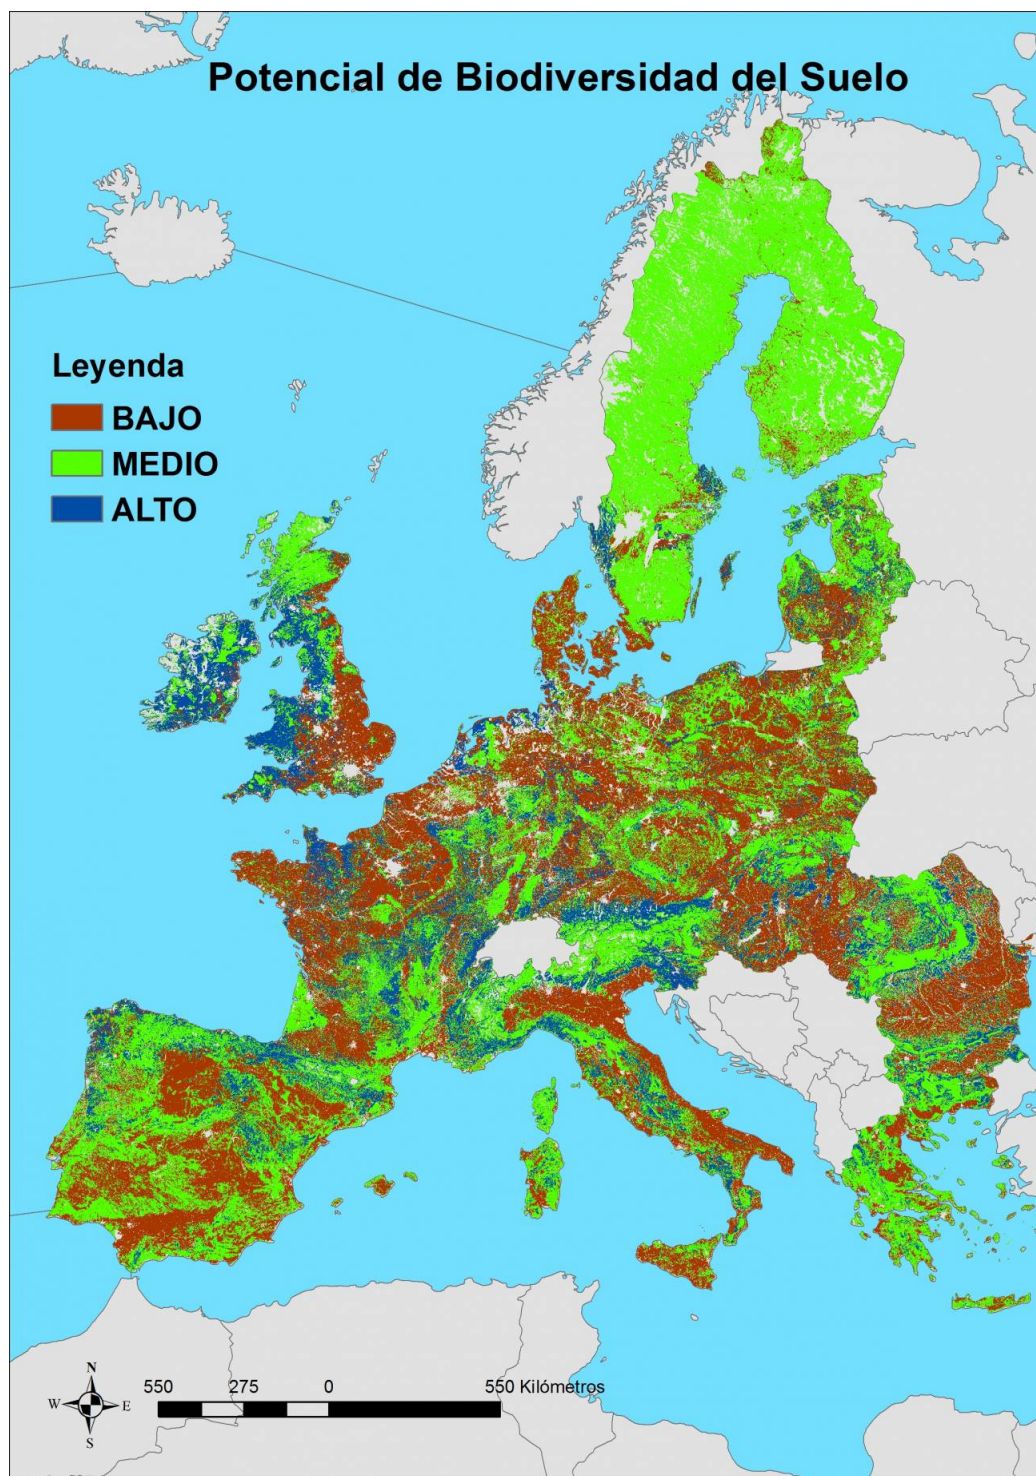 Potencial de Biodiversidad del Suelo
Leyenda
BAJO
MEDIO
ALTO
N
W E
S
550 275 0 550 Kilómetros